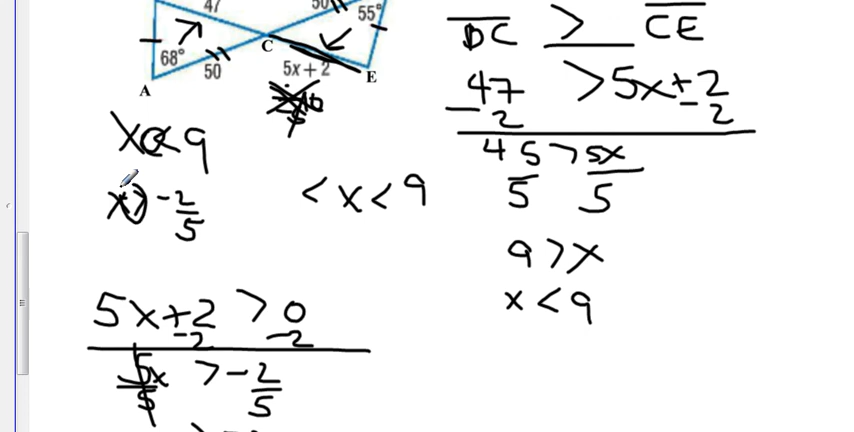 47 50 55°
68° C
50 5x + 2 E
A
DC > CE
47 > 5x + 2
- 2 - 2
45 > 5x
5 5
9 > x
x < 9
x < 9
x > - 2/5
< x < 9
5x + 2 > 0
- 2 - 2
5x > - 2
5 5